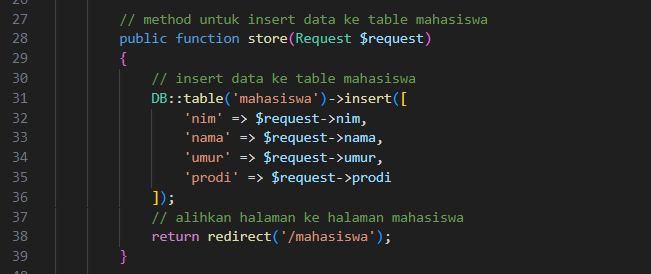 27 // method untuk insert data ke table mahasiswa
28 public function store(Request $request)
29 {
30 // insert data ke table mahasiswa
31 DB::table('mahasiswa')->insert([
32 'nim' => $request->nim,
33 'nama' => $request->nama,
34 'umur' => $request->umur,
35 'prodi' => $request->prodi
36 ]);
37 // alihkan halaman ke halaman mahasiswa
38 return redirect('/mahasiswa');
39 }